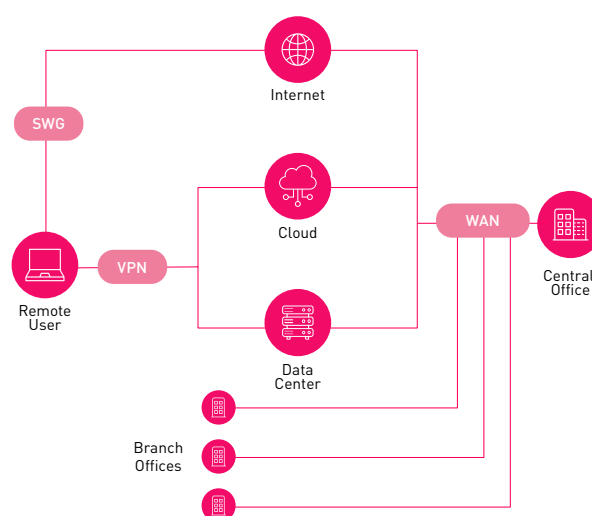 Internet
SWG
Cloud
WAN
VPN
Central
Office
Remote
User
Data
Center
Branch
Offices